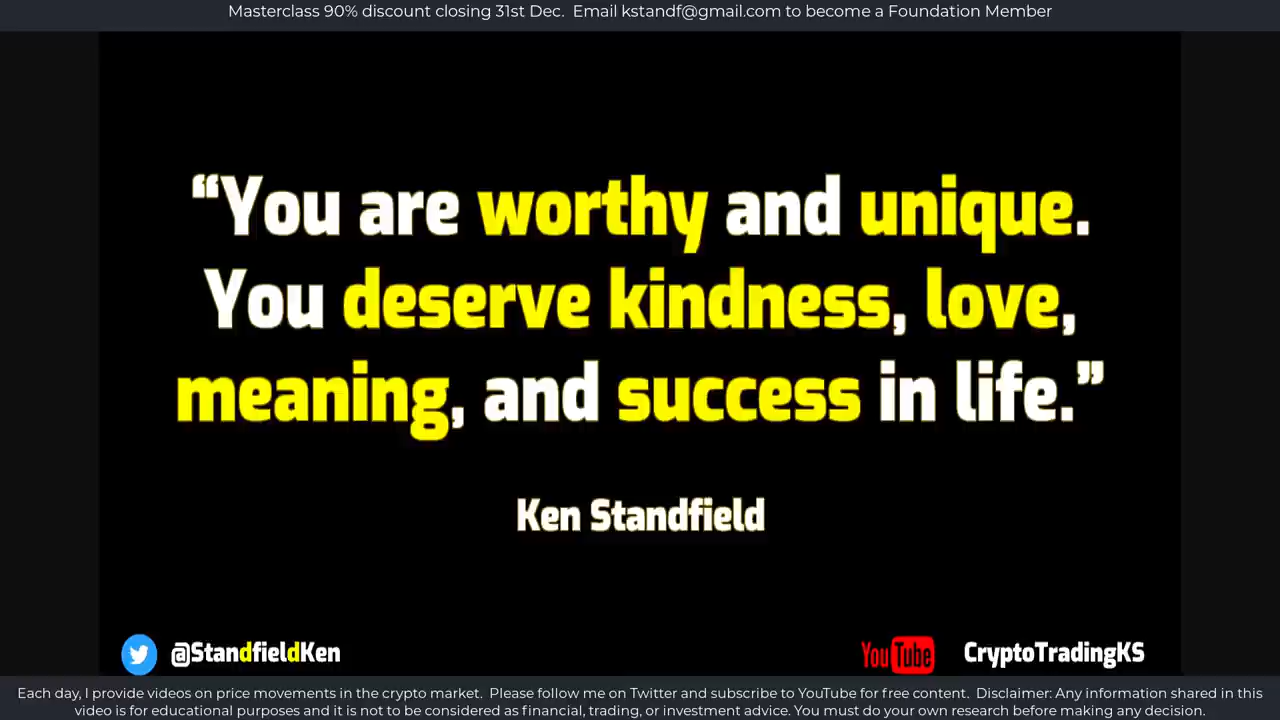 Masterclass 90% discount closing 31st Dec.  Email kstandf@gmail.com to become a Foundation Member
“You are worthy and unique.
You deserve kindness, love,
meaning, and success in life.”
Ken Standfield
@StandfieldKen
YouTube CryptoTradingKS
Each day, I provide videos on price movements in the crypto market.  Please follow me on Twitter and subscribe to YouTube for free content.  Disclaimer: Any information shared in this
video is for educational purposes and it is not to be considered as financial, trading, or investment advice. You must do your own research before making any decision.